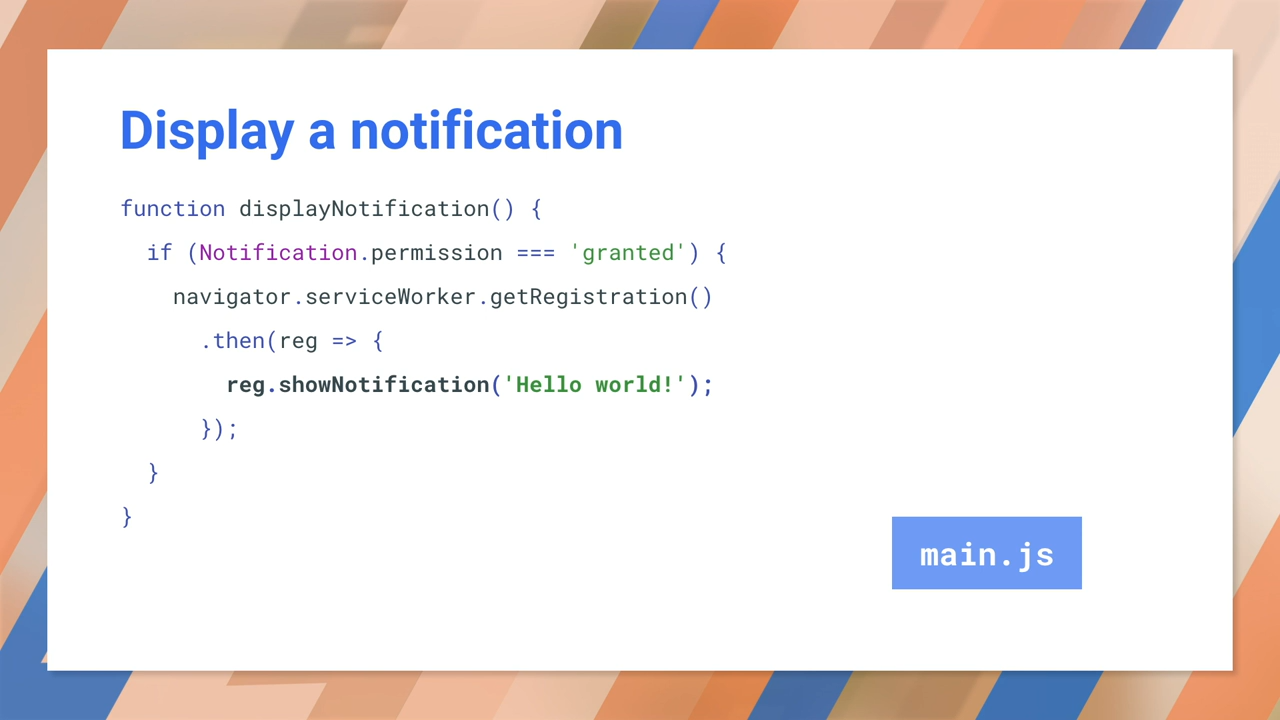 Display a notification
function displayNotification() {
  if (Notification.permission === 'granted') {
    navigator.serviceWorker.getRegistration()
      .then(reg => {
        reg.showNotification('Hello world!');
      });
  }
}
main.js